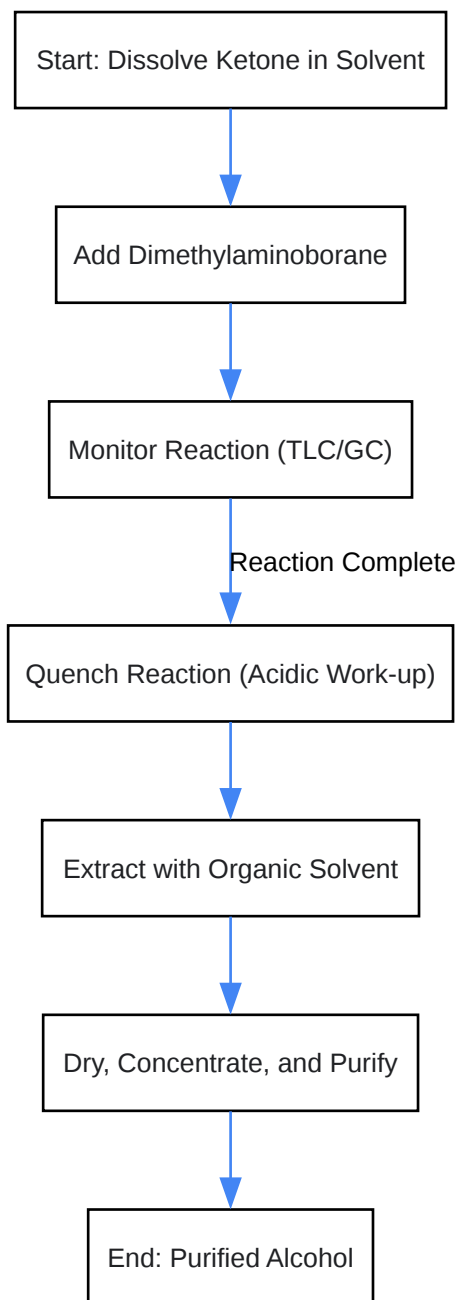 Start: Dissolve Ketone in Solvent
Add Dimethylaminoborane
Monitor Reaction (TLC/GC)
Reaction Complete
Quench Reaction (Acidic Work-up)
Extract with Organic Solvent
Dry, Concentrate, and Purify
End: Purified Alcohol